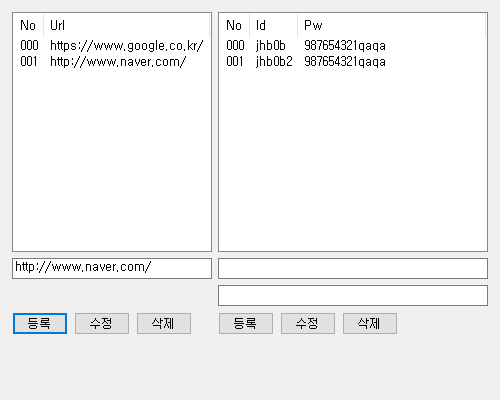 No Url
000 https://www.google.co.kr/
001 http://www.naver.com/
http://www.naver.com/
등록 수정 삭제
No Id Pw
000 jhb0b 987654321qaqa
001 jhb0b2 987654321qaqa
등록 수정 삭제